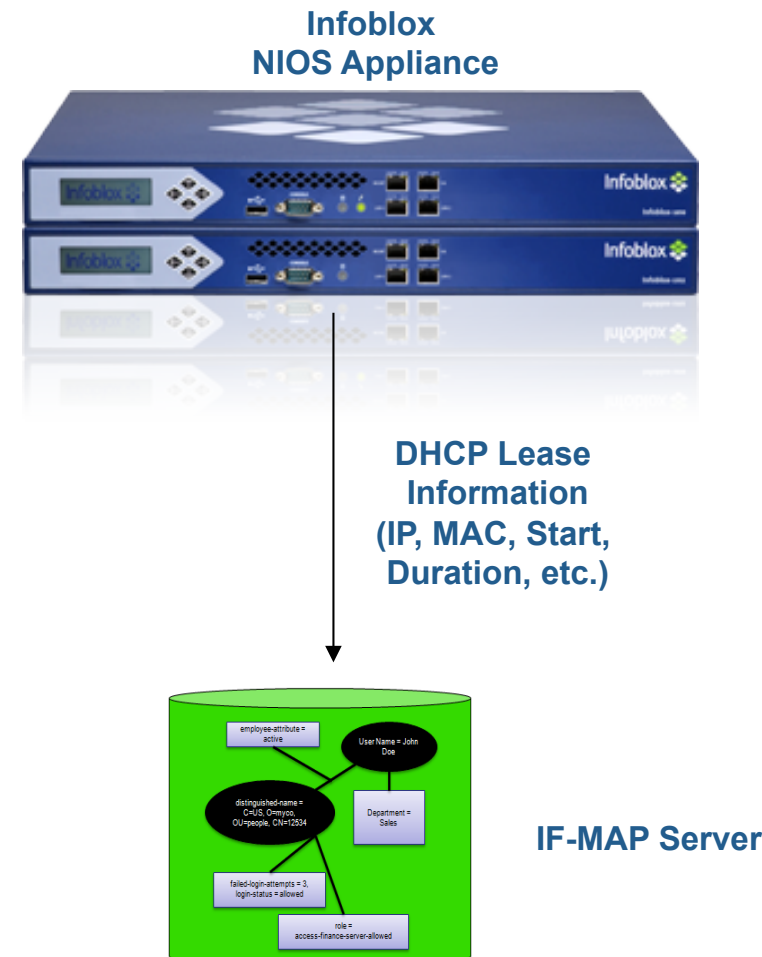 Infoblox
NIOS Appliance
Infoblox
Infoblox
Infoblox
Infoblox
DHCP Lease
Information
(IP, MAC, Start,
Duration, etc.)
employee-attribute =
active
User Name = John
Doe
distinguished-name =
C=US, O=myco,
OU=people, CN=12534
Department =
Sales
IF-MAP Server
failed-login-attempts = 3,
login-status = allowed
role =
access-finance-server-allowed